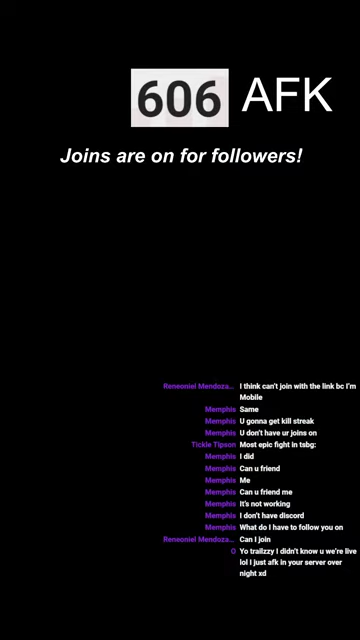 606 AFK
Joins are on for followers!
Reneoniel Mendoza... I think can't join with the link bc I'm
Mobile
Memphis Same
Memphis U gonna get kill streak
Memphis U don't have ur joins on
Tickle Tipson Most epic fight in tsbg:
Memphis I did
Memphis Can u friend
Memphis Me
Memphis Can u friend me
Memphis It's not working
Memphis I don't have discord
Memphis What do I have to follow you on
Reneoniel Mendoza... Can I join
O Yo trailzzy I didn't know u we're live
lol I just afk in your server over
night xd